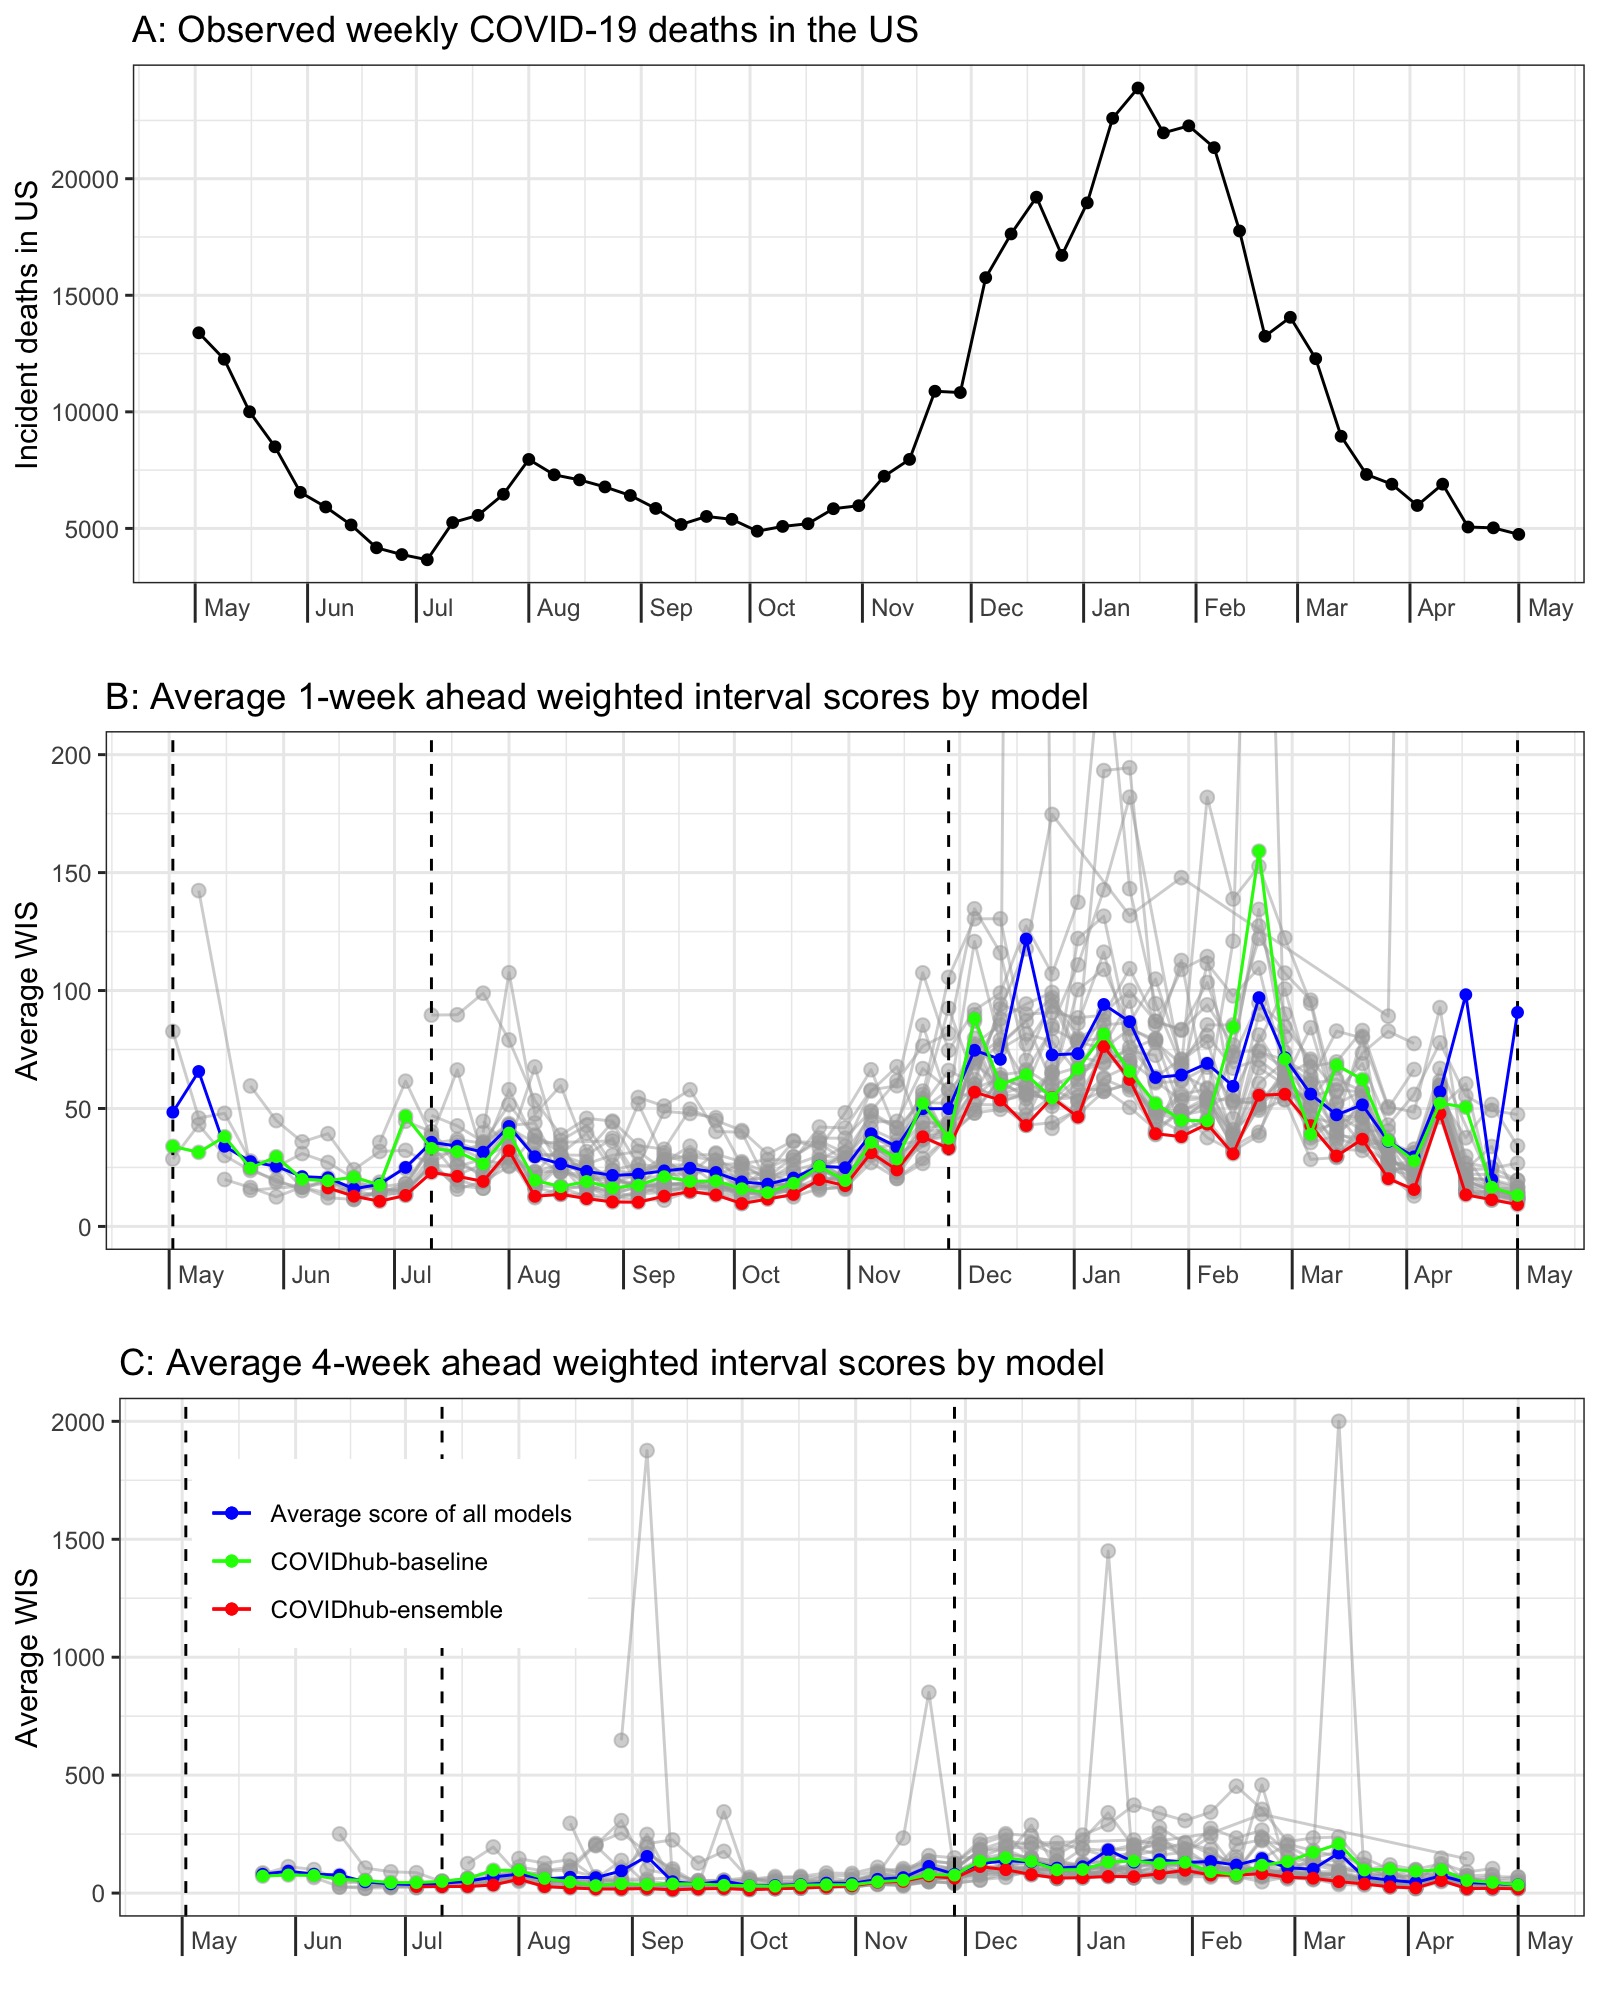 A: Observed weekly COVID-19 deaths in the US
Incident deaths in US
20000
15000
10000
5000
May Jun Jul Aug Sep Oct Nov Dec Jan Feb Mar Apr May
B: Average 1-week ahead weighted interval scores by model
Average WIS
200
150
100
50
0
May Jun Jul Aug Sep Oct Nov Dec Jan Feb Mar Apr May
C: Average 4-week ahead weighted interval scores by model
Average WIS
2000
1500
1000
500
0
Average score of all models
COVIDhub-baseline
COVIDhub-ensemble
May Jun Jul Aug Sep Oct Nov Dec Jan Feb Mar Apr May